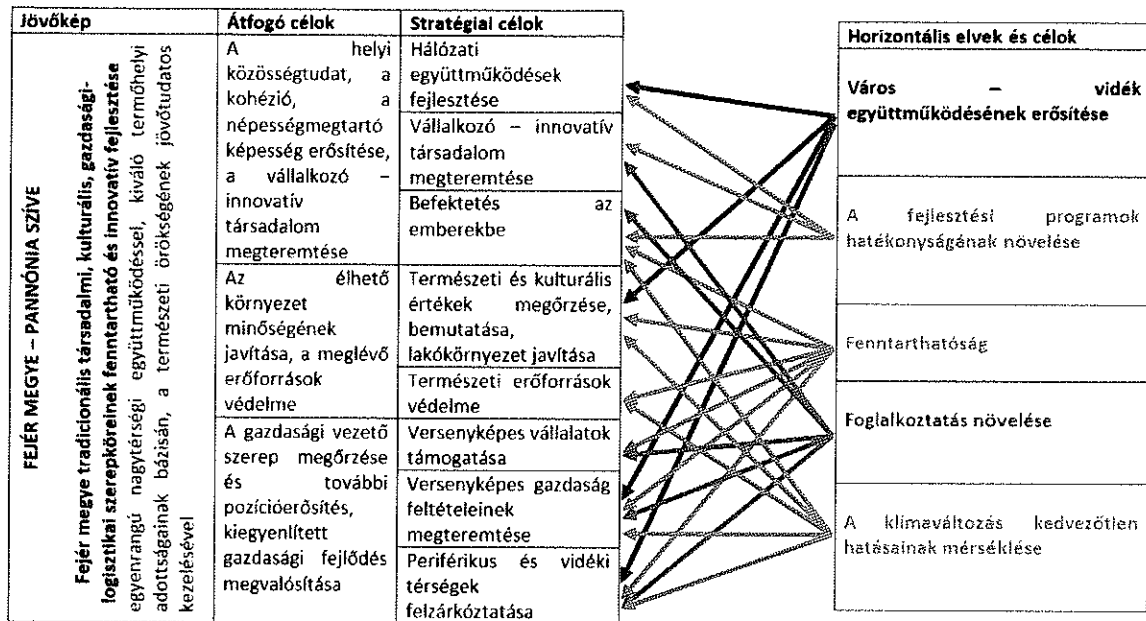 Jövőkép
FEJÉR MEGYE – PANNÓNIA SZÍVE
Fejér megye tradicionális társadalmi, kulturális, gazdasági-
logisztikai szerepköreinek fenntartható és innovatív fejlesztése
egyenrangú nagytérségi együttműködéssel, kiváló termőhelyi
adottságainak bázisán, a természeti örökségének jövőtudatos
kezelésével
Átfogó célok
A helyi
közösségtudat, a
kohézió, a
népességmegtartó
képesség erősítése,
a vállalkozó –
innovatív
társadalom
megteremtése
Az élhető
környezet
minőségének
javítása, a meglévő
erőforrások
védelme
A gazdasági vezető
szerep megőrzése
és további
pozícióerősítés,
kiegyenlített
gazdasági fejlődés
megvalósítása
Stratégiai célok
Hálózati
együttműködések
fejlesztése
Vállalkozó – innovatív
társadalom
megteremtése
Befektetés az
emberekbe
Természeti és kulturális
értékek megőrzése,
bemutatása,
lakókörnyezet javítása
Természeti erőforrások
védelme
Versenyképes vállalatok
támogatása
Versenyképes gazdaság
feltételeinek
megteremtése
Periférikus és vidéki
térségek
felzárkóztatása
Horizontális elvek és célok
Város – vidék
együttműködésének erősítése
A fejlesztési programok
hatékonyságának növelése
Fenntarthatóság
Foglalkoztatás növelése
A klímaváltozás kedvezőtlen
hatásainak mérséklése